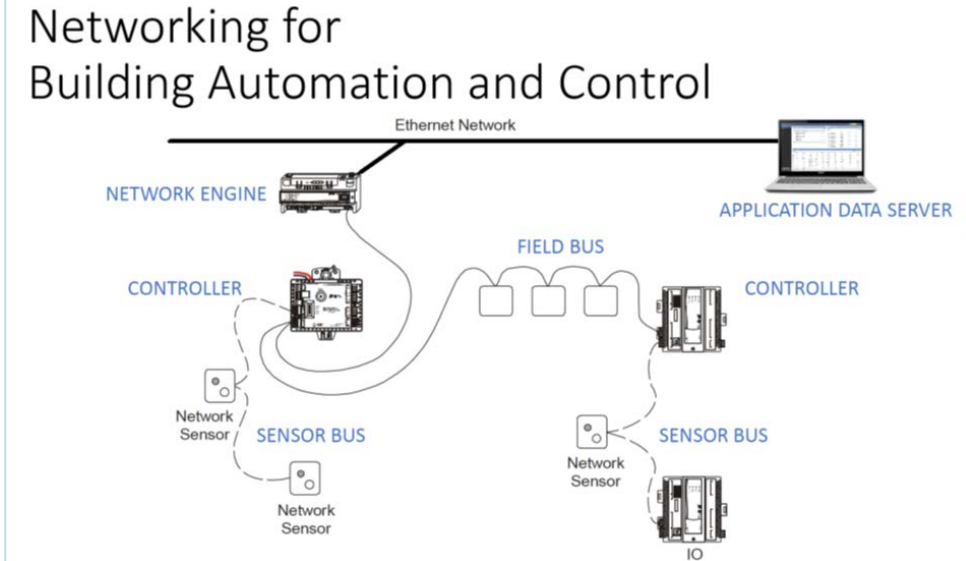 Networking for
Building Automation and Control
Ethernet Network
NETWORK ENGINE
APPLICATION DATA SERVER
FIELD BUS
CONTROLLER
CONTROLLER
Network
Sensor
SENSOR BUS
Network
Sensor
SENSOR BUS
Network
Sensor
IO